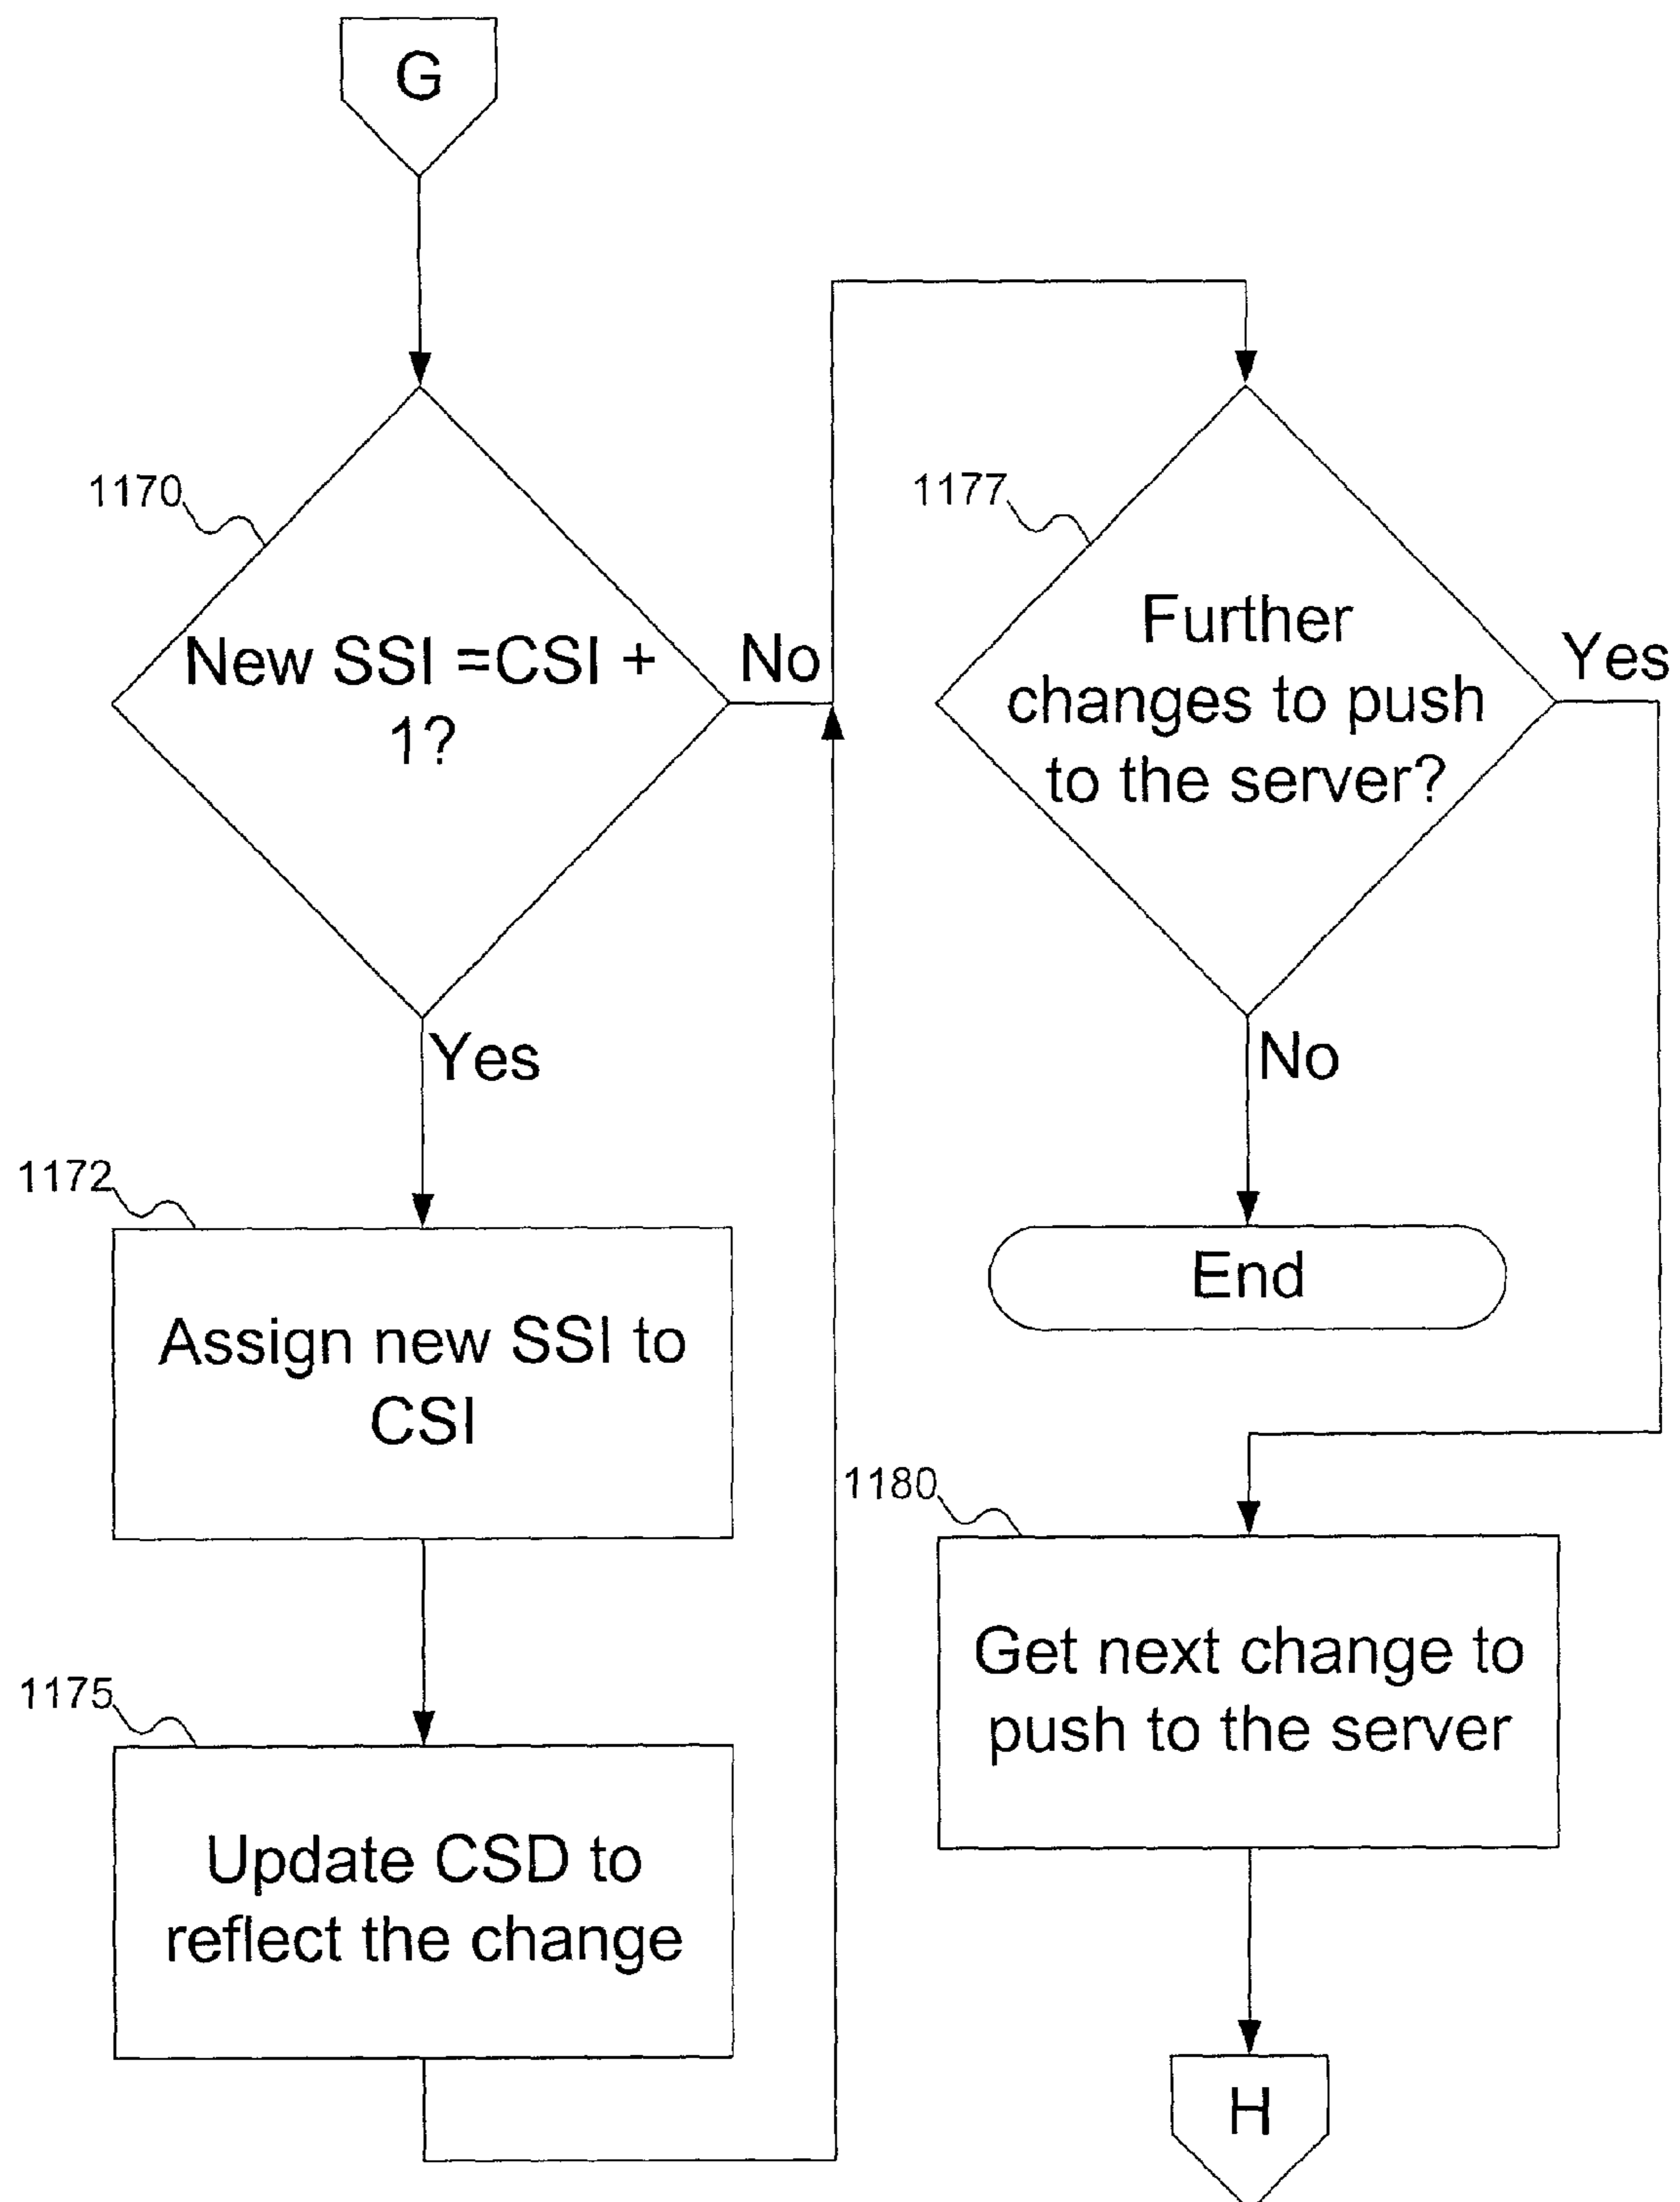 G
1170
New SSI =CSI +
1?
No
Yes
1172
Assign new SSI to
CSI
1175
Update CSD to
reflect the change
1177
Further
changes to push
to the server?
Yes
No
End
1180
Get next change to
push to the server
H